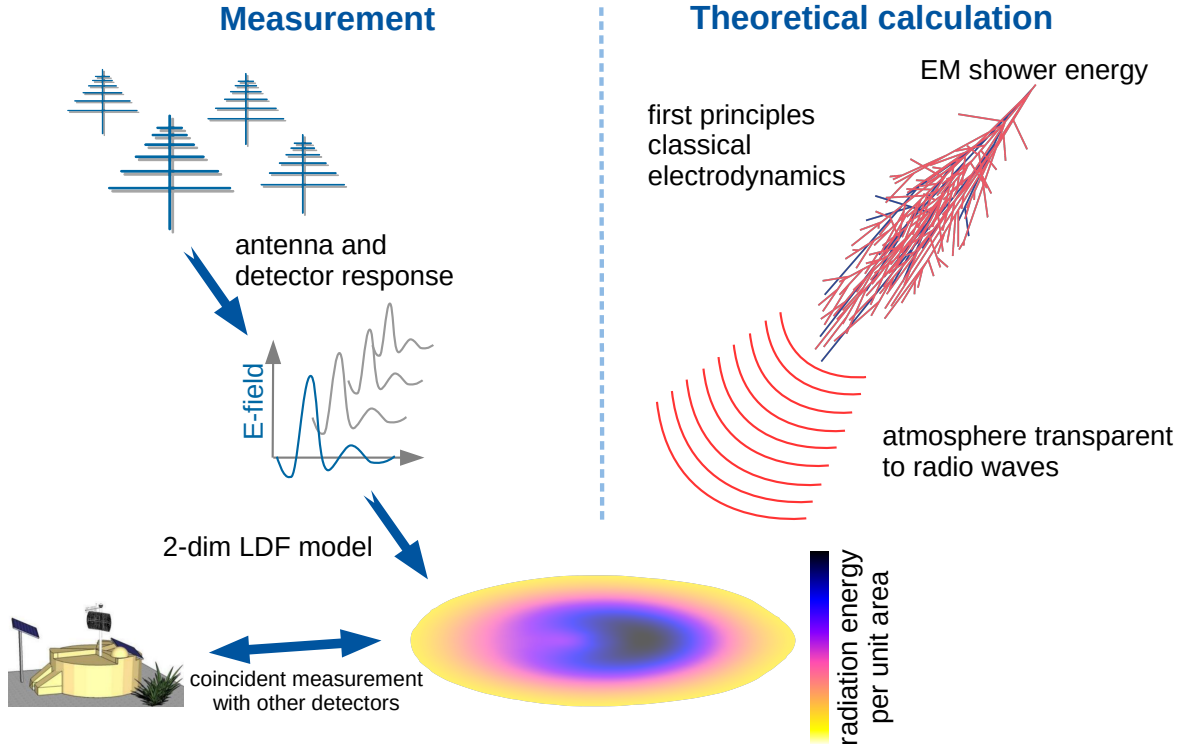 Measurement
Theoretical calculation
EM shower energy
first principles
classical
electrodynamics
antenna and
detector response
E-field
atmosphere transparent
to radio waves
2-dim LDF model
radiation energy
per unit area
coincident measurement
with other detectors